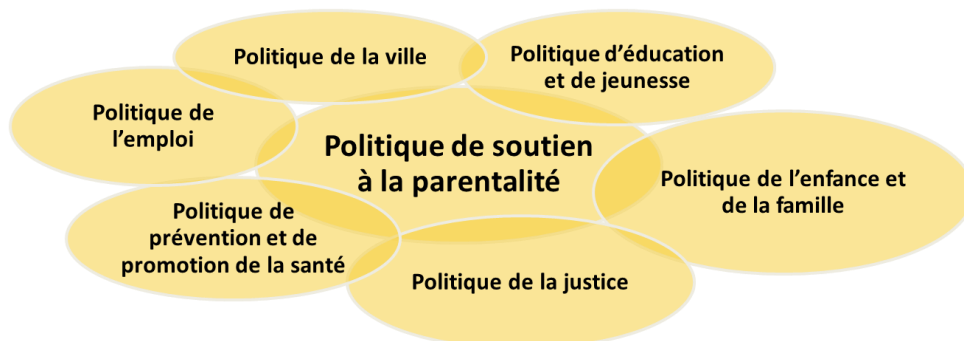 Politique de la ville
Politique d'éducation
et de jeunesse
Politique de
l'emploi
Politique de soutien
à la parentalité
Politique de l'enfance et
de la famille
Politique de
prévention et de
promotion de la santé
Politique de la justice